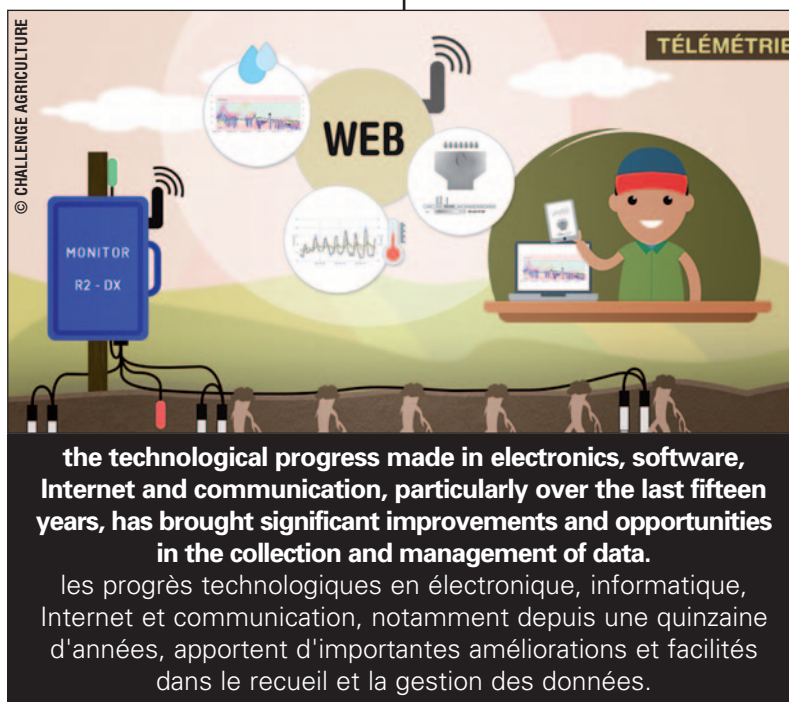 © CHALLENGE AGRICULTURE
TÉLÉMÉTRIE
WEB
MONITOR
R2 - DX
the technological progress made in electronics, software,
Internet and communication, particularly over the last fifteen
years, has brought significant improvements and opportunities
in the collection and management of data.
les progrès technologiques en électronique, informatique,
Internet et communication, notamment depuis une quinzaine
d'années, apportent d'importantes améliorations et facilités
dans le recueil et la gestion des données.